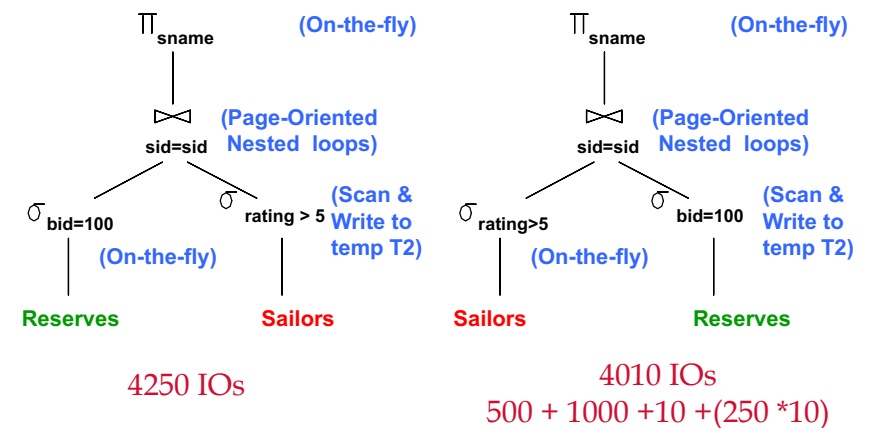 ∏ sname (On-the-fly)
⋈ (Page-Oriented
sid=sid Nested loops)
σ bid=100
σ rating > 5
(Scan &
Write to
temp T2)
(On-the-fly)
Reserves Sailors
4250 IOs
∏ sname (On-the-fly)
⋈ (Page-Oriented
sid=sid Nested loops)
σ rating>5
σ bid=100
(Scan &
Write to
temp T2)
(On-the-fly)
Sailors Reserves
4010 IOs
500 + 1000 +10 +(250 *10)